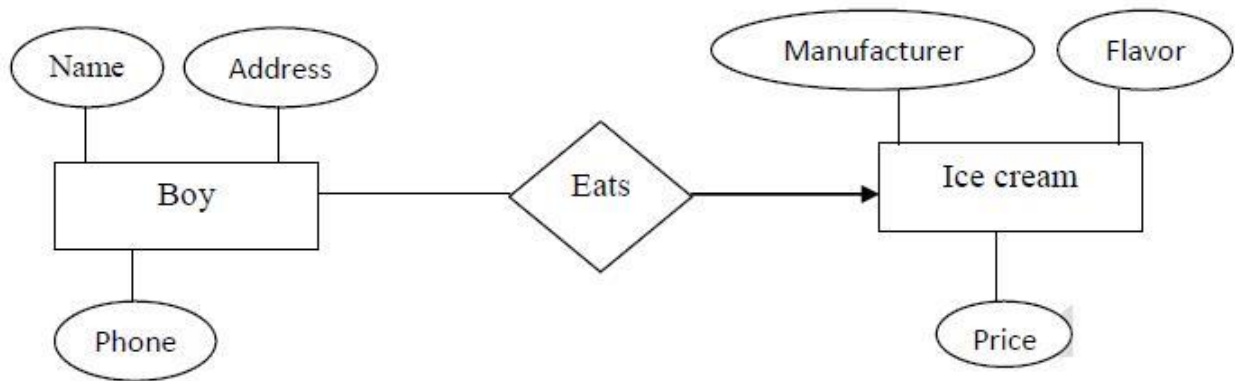 Name
Address
Manufacturer
Flavor
Boy
Eats
Ice cream
Phone
Price